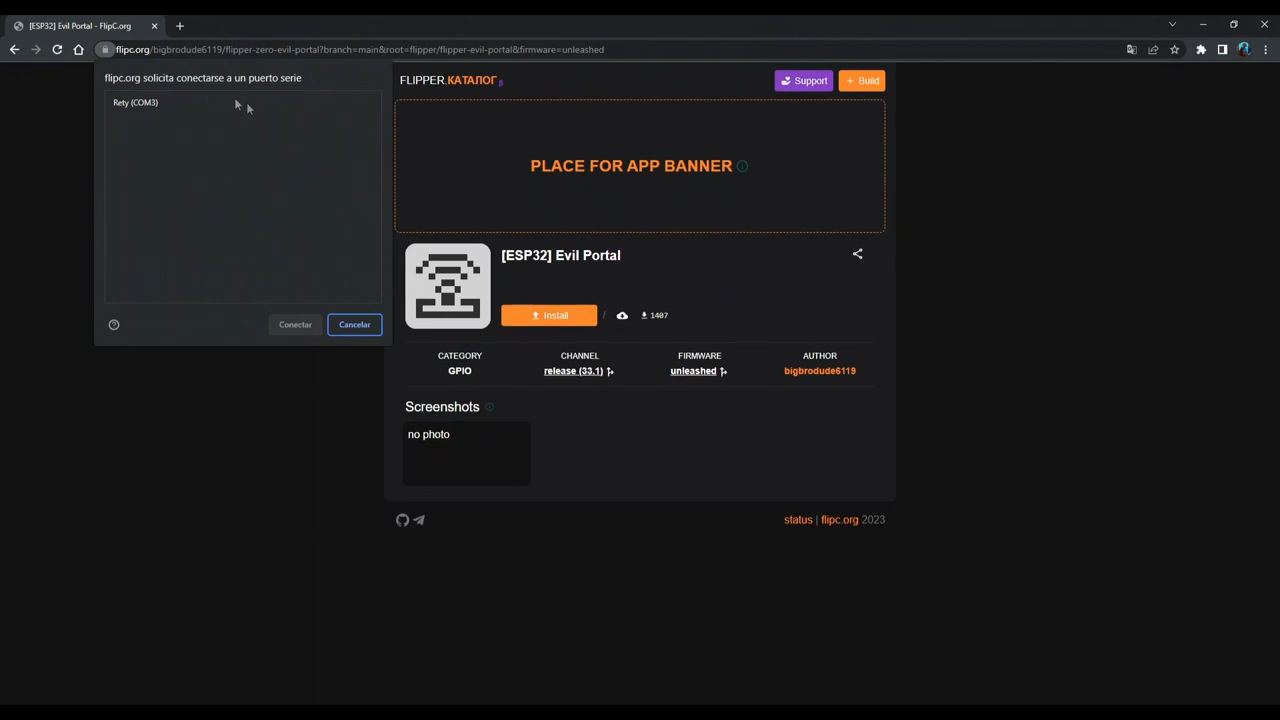 [ESP32] Evil Portal - FlipC.org
flipc.org/bigbrodude6119/flipper-zero-evil-portal?branch=main&root=flipper/flipper-evil-portal&firmware=unleashed
flipc.org solicita conectarse a un puerto serie
Rety (COM3)
Conectar
Cancelar
FLIPPER.КАТАЛОГ β
Support
+ Build
PLACE FOR APP BANNER
[ESP32] Evil Portal
Install
/
1407
CATEGORY
GPIO
CHANNEL
release (33.1)
FIRMWARE
unleashed
AUTHOR
bigbrodude6119
Screenshots
no photo
status | flipc.org 2023